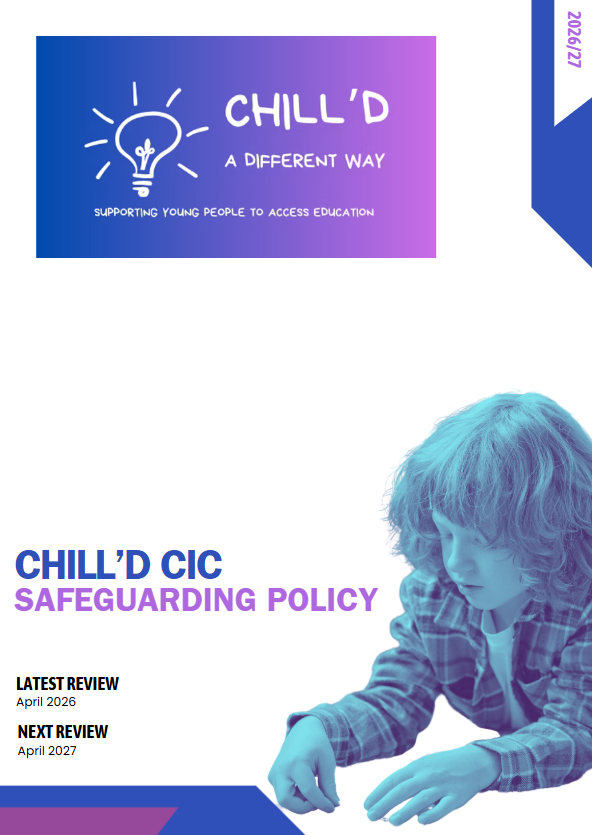 2026/27
CHILL'D
A DIFFERENT WAY
SUPPORTING YOUNG PEOPLE TO ACCESS EDUCATION
CHILL'D CIC
SAFEGUARDING POLICY
LATEST REVIEW
April 2026
NEXT REVIEW
April 2027